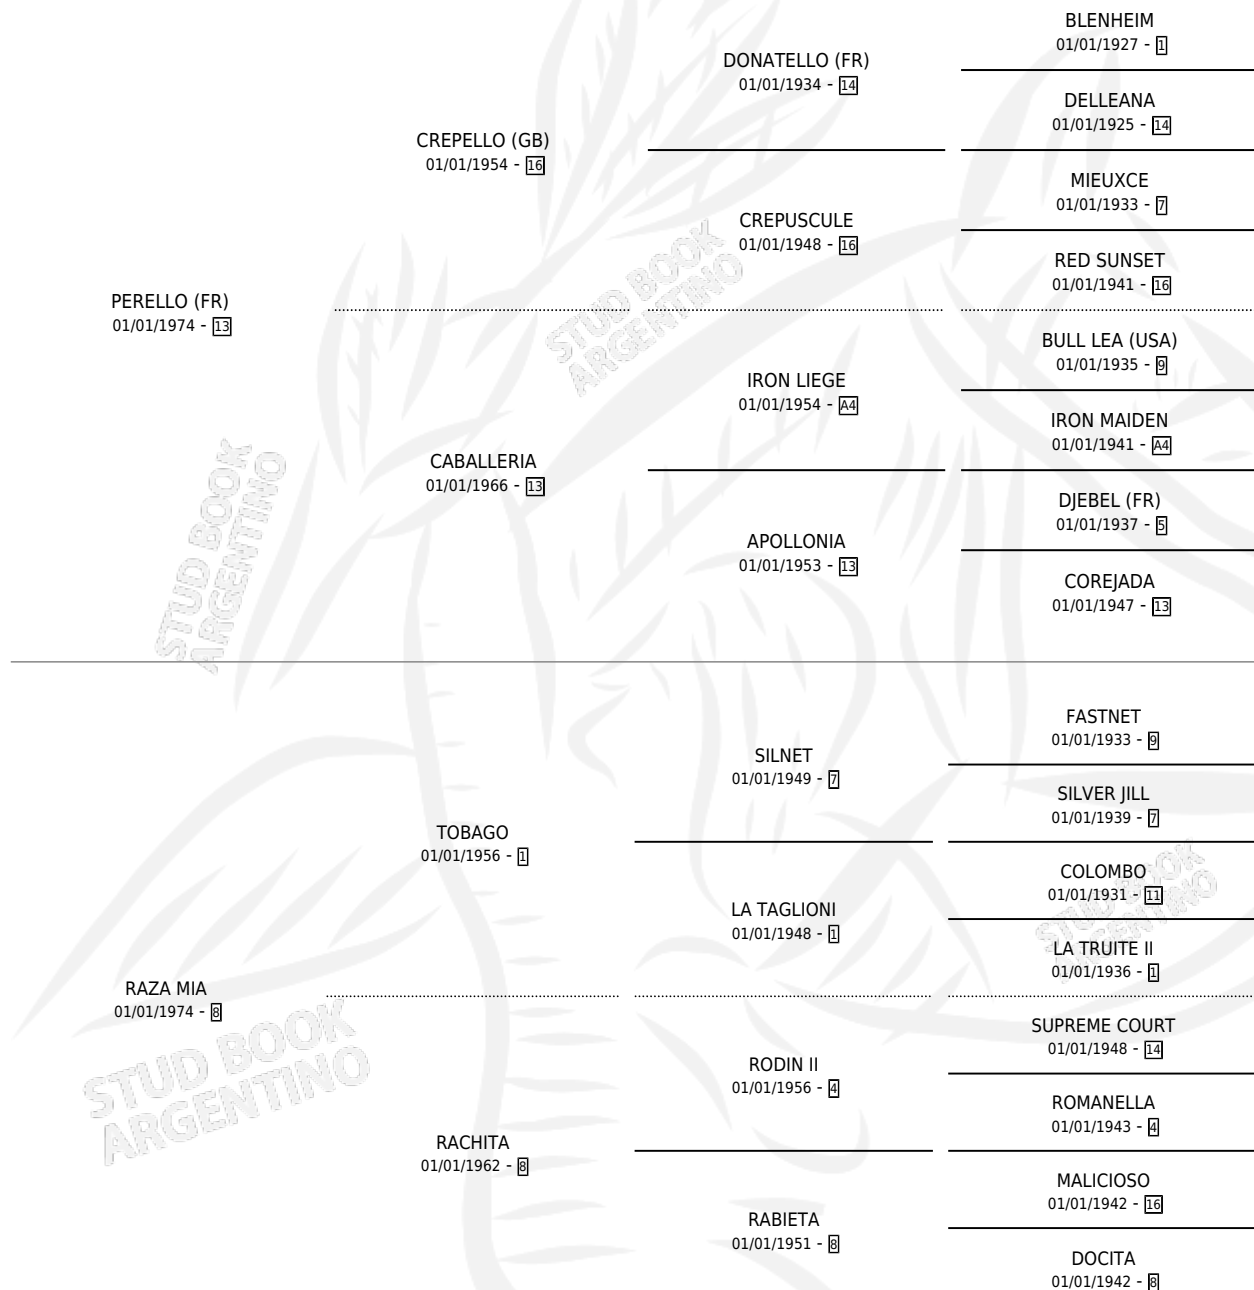 BLENHEIM
01/01/1927 - 1
DONATELLO (FR)
01/01/1934 - 14
DELLEANA
01/01/1925 - 14
CREPELLO (GB)
01/01/1954 - 16
MIEUXCE
01/01/1933 - 7
CREPUSCULE
01/01/1948 - 16
RED SUNSET
01/01/1941 - 16
PERELLO (FR)
01/01/1974 - 13
STUD BOOK
ARGENTINO
BULL LEA (USA)
01/01/1935 - 9
IRON LIEGE
01/01/1954 - A4
IRON MAIDEN
01/01/1941 - A4
CABALLERIA
01/01/1966 - 13
DJEBEL (FR)
01/01/1937 - 5
APOLLONIA
01/01/1953 - 13
COREJADA
01/01/1947 - 13
STUD BOOK
ARGENTINO
FASTNET
01/01/1933 - 9
SILNET
01/01/1949 - 7
SILVER JILL
01/01/1939 - 7
TOBAGO
01/01/1956 - 1
COLOMBO
01/01/1931 - 11
LA TAGLIONI
01/01/1948 - 1
STUD BOOK
ARGENTINO
LA TRUITE II
01/01/1936 - 1
RAZA MIA
01/01/1974 - 8
STUD BOOK
ARGENTINO
SUPREME COURT
01/01/1948 - 14
RODIN II
01/01/1956 - 4
ROMANELLA
01/01/1943 - 4
RACHITA
01/01/1962 - 8
MALICIOSO
01/01/1942 - 16
RABIETA
01/01/1951 - 8
DOCITA
01/01/1942 - 8